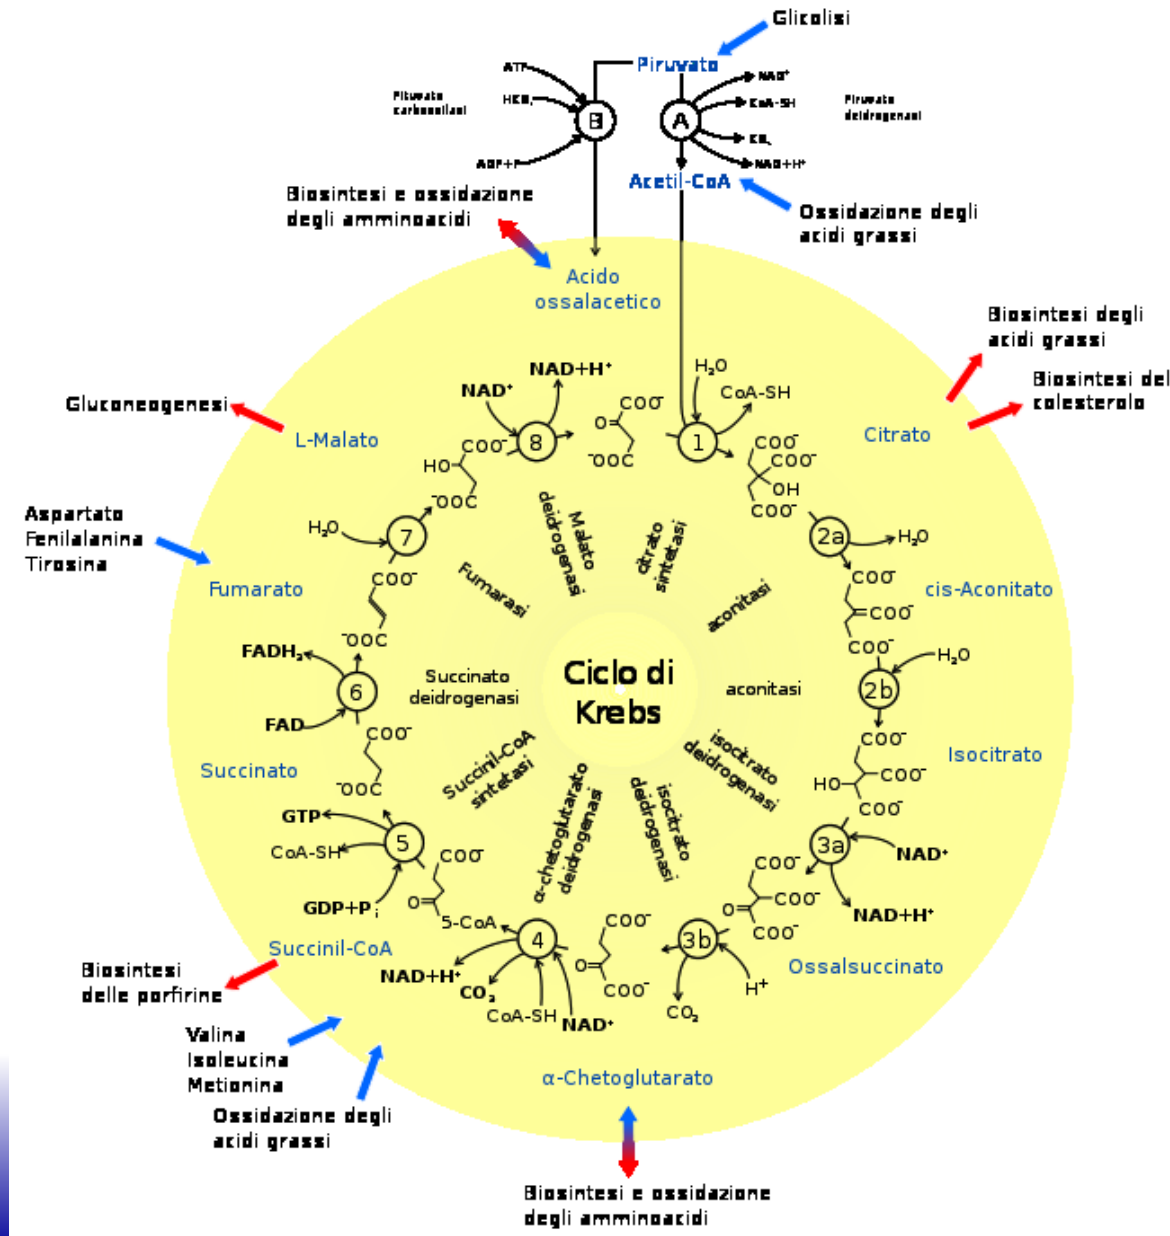 Glicolisi
Piruvato
ATP
NAD⁺
Piruvato
carbossilasi
HCO₃
B
A
CoA-SH
Piruvato
deidrogenasi
CO₂
ADP+P
NAD+H⁺
Acetil-CoA
Biosintesi e ossidazione
degli amminoacidi
Ossidazione degli
acidi grassi
Acido
ossalacetico
Biosintesi degli
acidi grassi
Biosintesi del
colesterolo
Gluconeogenesi
L-Malato
Citrato
NAD+H⁺
NAD⁺
H₂O
CoA-SH
8
1
COO⁻
O
⁻OOC
COO⁻
HO
⁻OOC
COO⁻
COO⁻
OH
COO⁻
Aspartato
Fenilalanina
Tirosina
H₂O
7
Malato
deidrogenasi
citrato
sintetasi
2a
H₂O
Fumarato
Fumarasi
aconitasi
cis-Aconitato
COO⁻
⁻OOC
COO⁻
COO⁻
COO⁻
FADH₂
6
FAD
Succinato
deidrogenasi
Ciclo di
Krebs
aconitasi
2b
H₂O
Succinato
COO⁻
⁻OOC
Succinil-CoA
sintetasi
isocitrato
deidrogenasi
Isocitrato
COO⁻
HO
COO⁻
COO⁻
GTP
CoA-SH
5
GDP+Pi
α-chetoglutarato
deidrogenasi
isocitrato
deidrogenasi
3a
NAD⁺
NAD+H⁺
COO⁻
O
5-CoA
COO⁻
COO⁻
O
COO⁻
Succinil-CoA
4
COO⁻
O
COO⁻
3b
Ossalsuccinato
NAD+H⁺
CO₂
CoA-SH
NAD⁺
CO₂
H⁺
Biosintesi
delle porfirine
Valina
Isoleucina
Metionina
Ossidazione degli
acidi grassi
α-Chetoglutarato
Biosintesi e ossidazione
degli amminoacidi